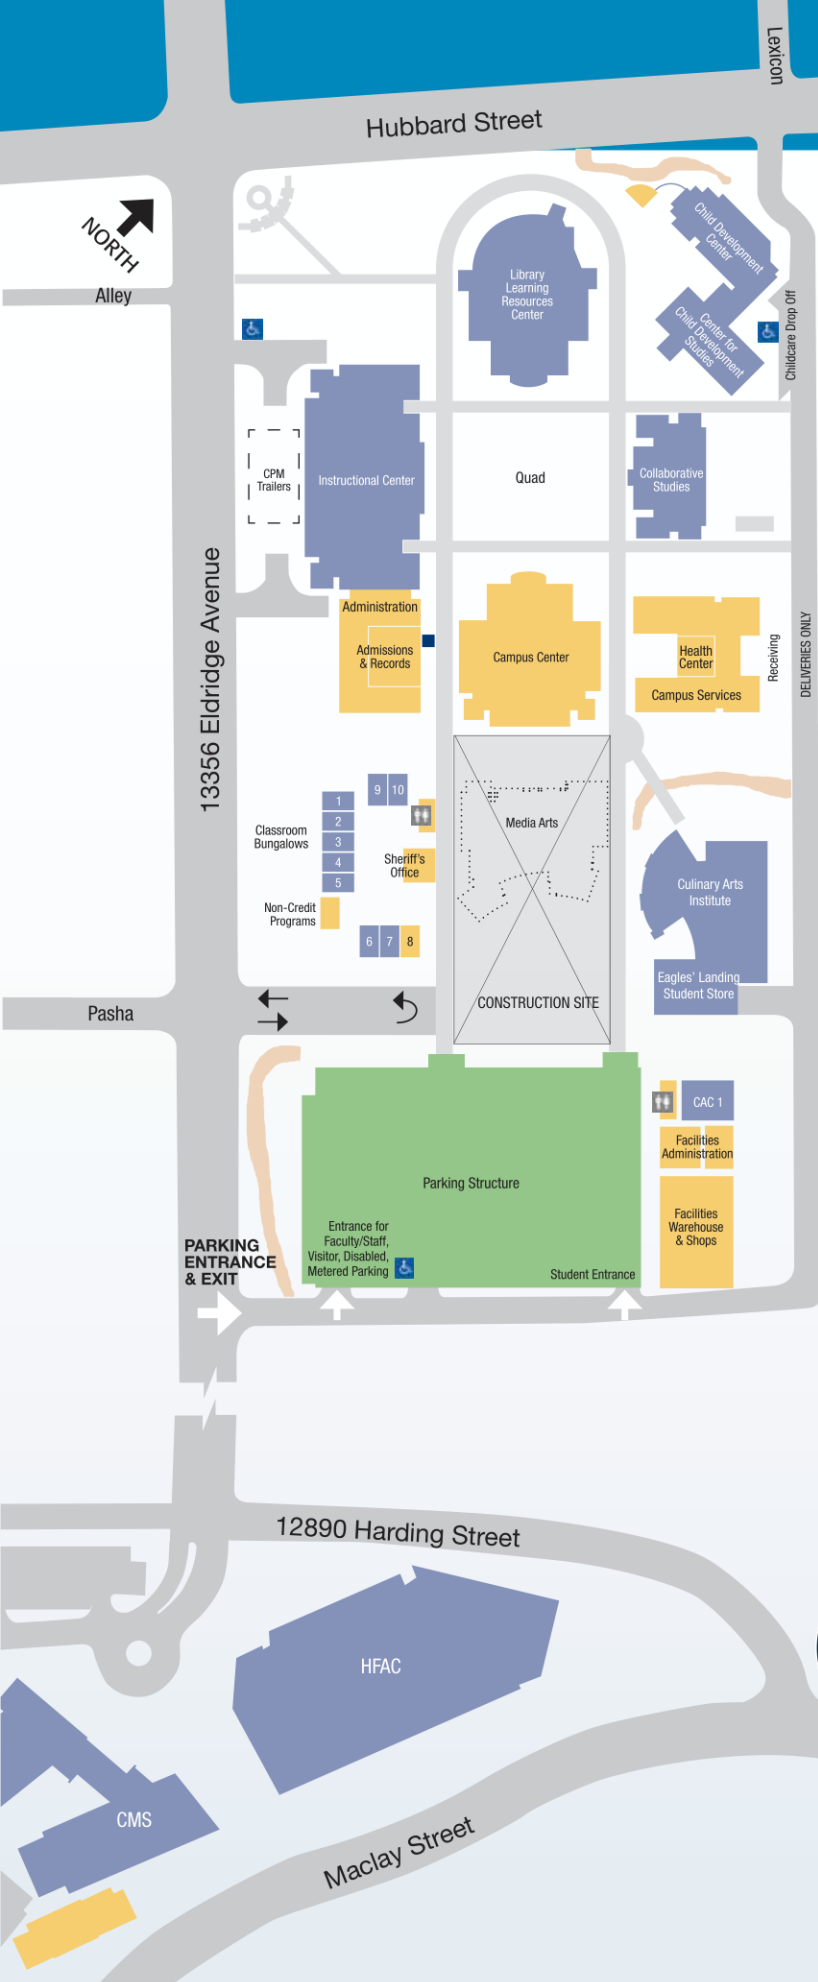 Lexicon
Hubbard Street
NORTH
Alley
Child Development
Center
Library
Learning
Resources
Center
Center for
Child Development
Studies
Childcare Drop Off
CPM
Trailers
Instructional Center
Quad
Collaborative
Studies
13356 Eldridge Avenue
Administration
Admissions
& Records
Campus Center
Health
Center
Campus Services
Receiving
DELIVERIES ONLY
9
10
1
2
3
4
5
Classroom
Bungalows
Sheriff's
Office
Non-Credit
Programs
6
7
8
Media Arts
CONSTRUCTION SITE
Culinary Arts
Institute
Eagles' Landing
Student Store
Pasha
CAC 1
Facilities
Administration
Facilities
Warehouse
& Shops
Parking Structure
Entrance for
Faculty/Staff,
Visitor, Disabled,
Metered Parking
Student Entrance
PARKING
ENTRANCE
& EXIT
12890 Harding Street
HFAC
CMS
Maclay Street